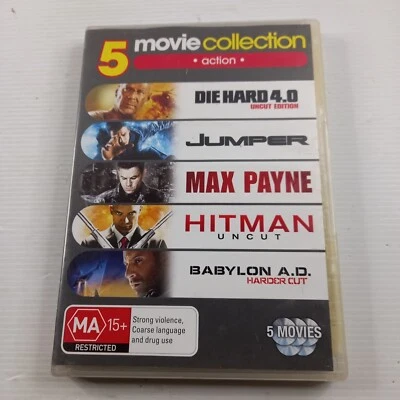 5 movie collection
• action •
DIE HARD 4.0
UNCUT EDITION
JUMPER
MAX PAYNE
HITMAN
UNCUT
BABYLON A.D.
HARDER CUT
MA 15+
RESTRICTED
Strong violence,
Coarse language
and drug use
5 MOVIES